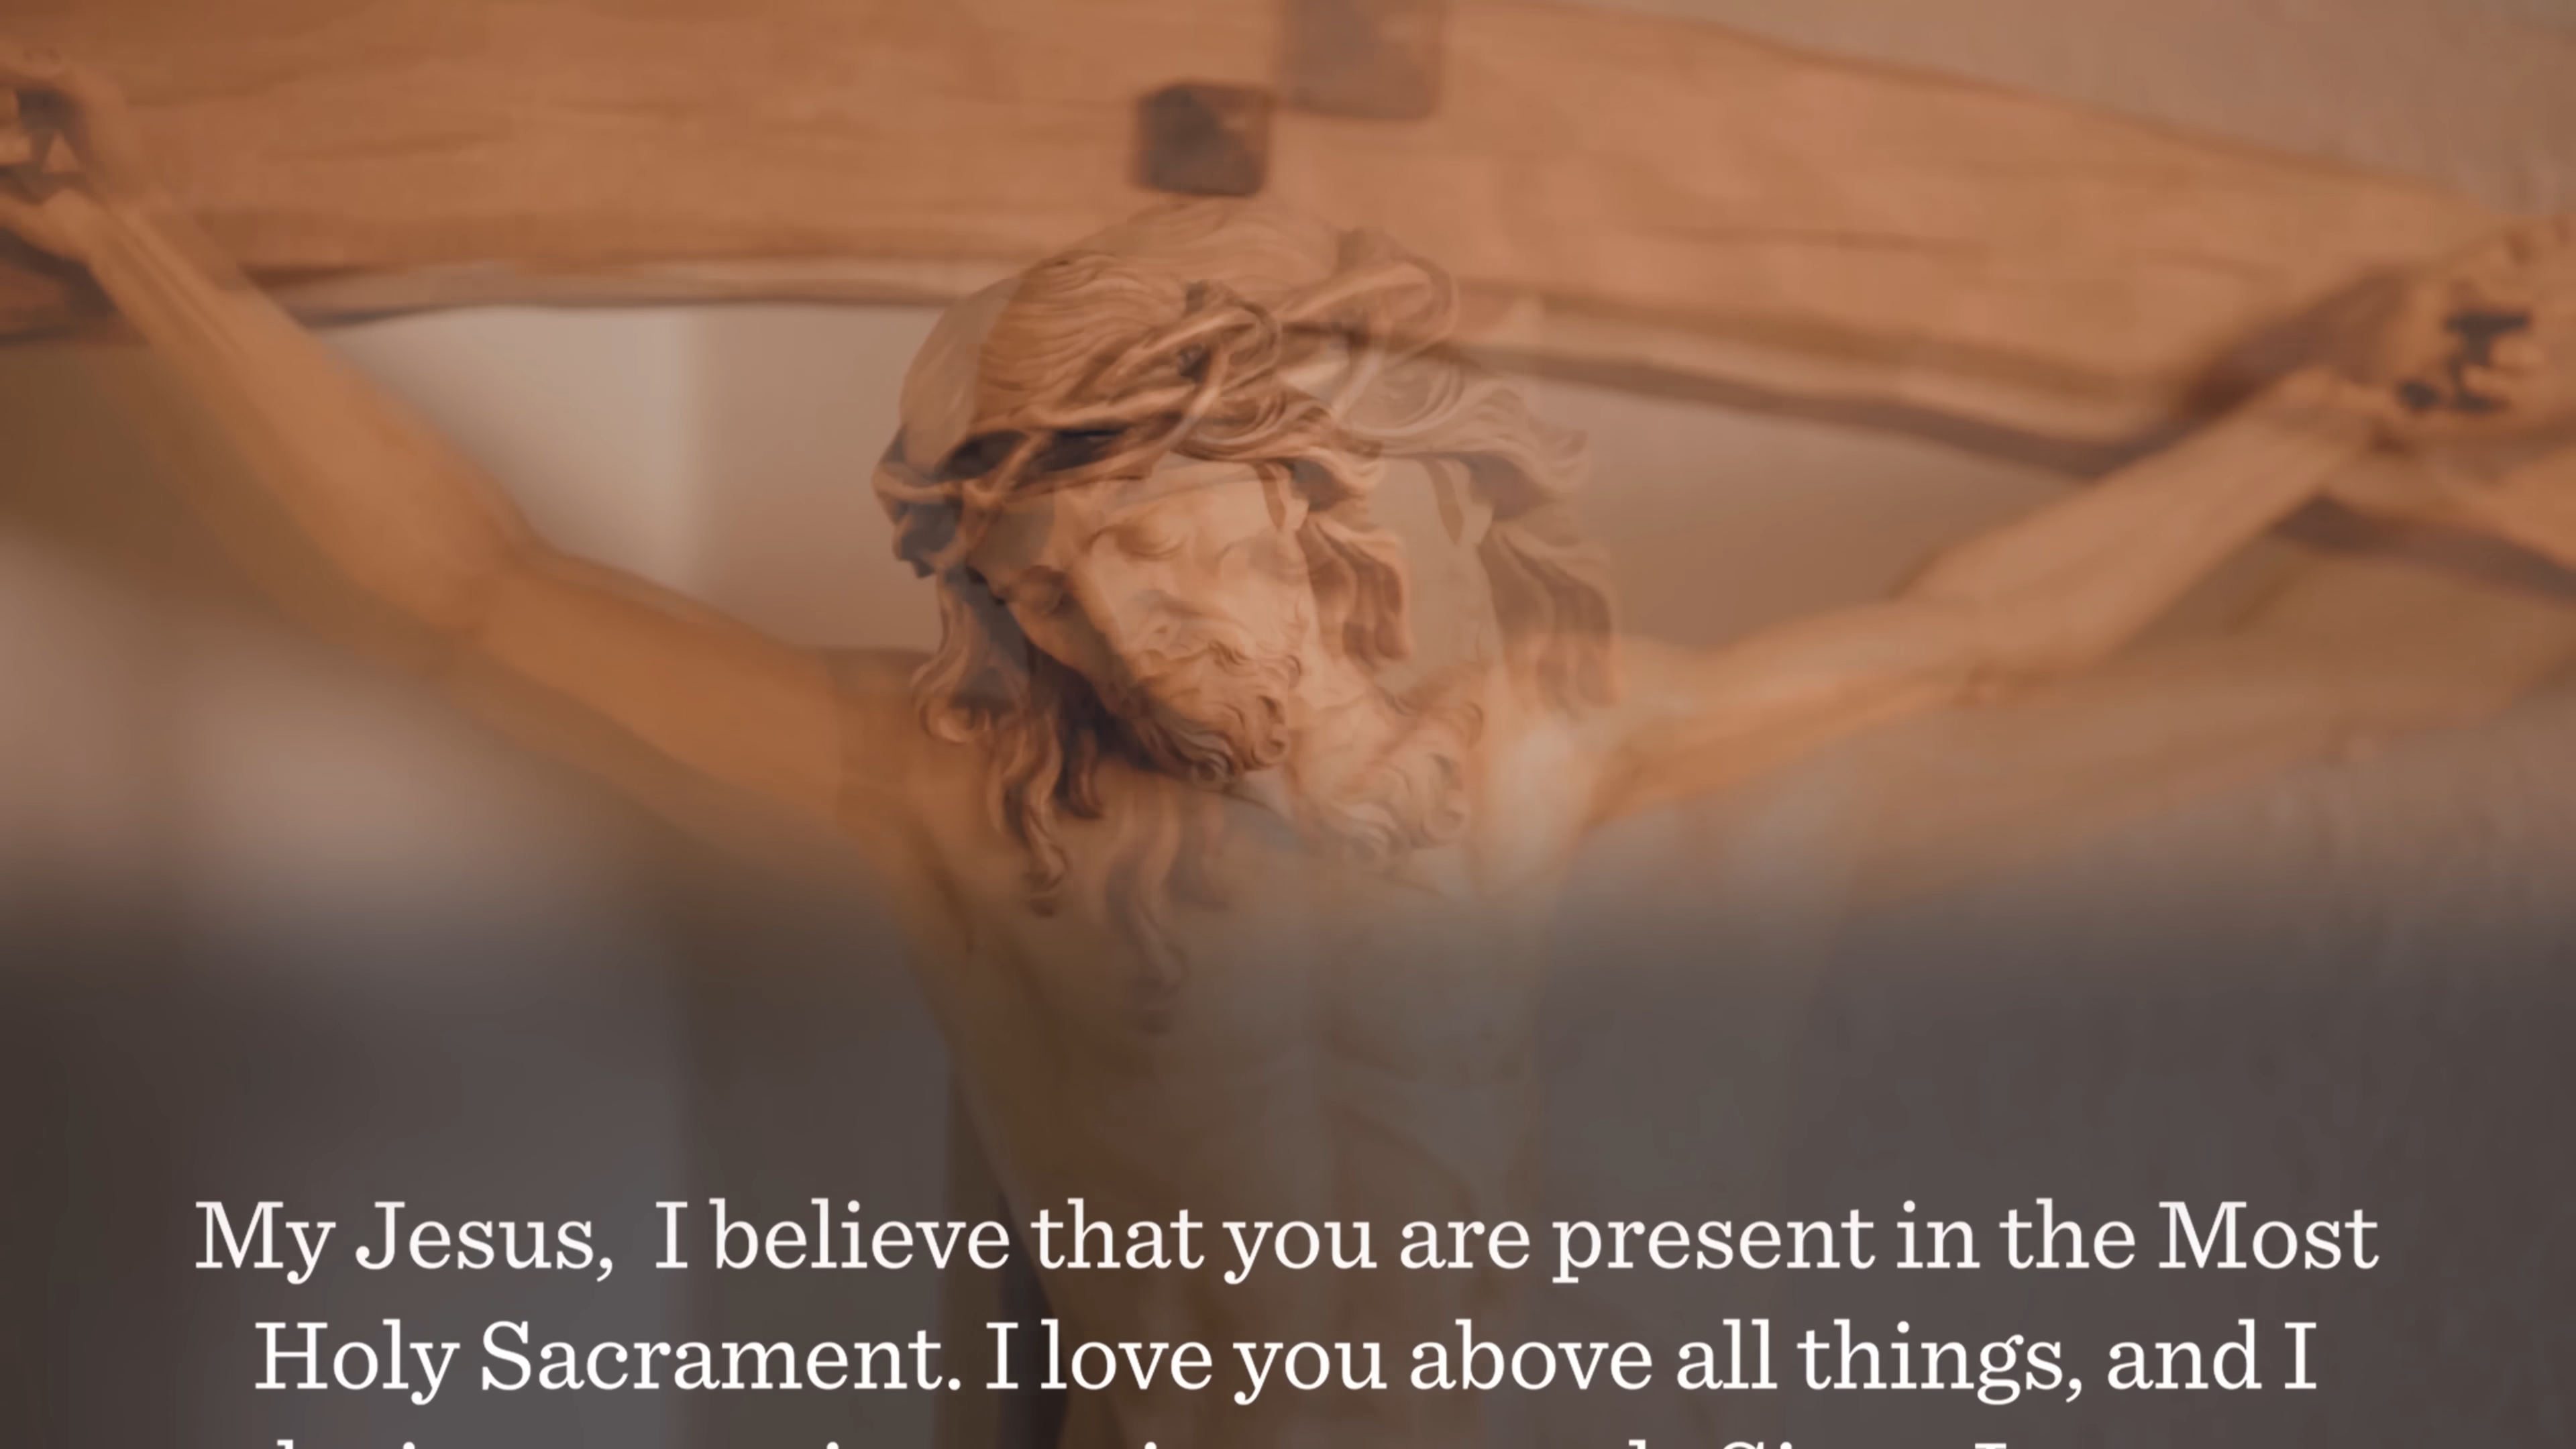 My Jesus,  I believe that you are present in the Most
Holy Sacrament. I love you above all things, and I